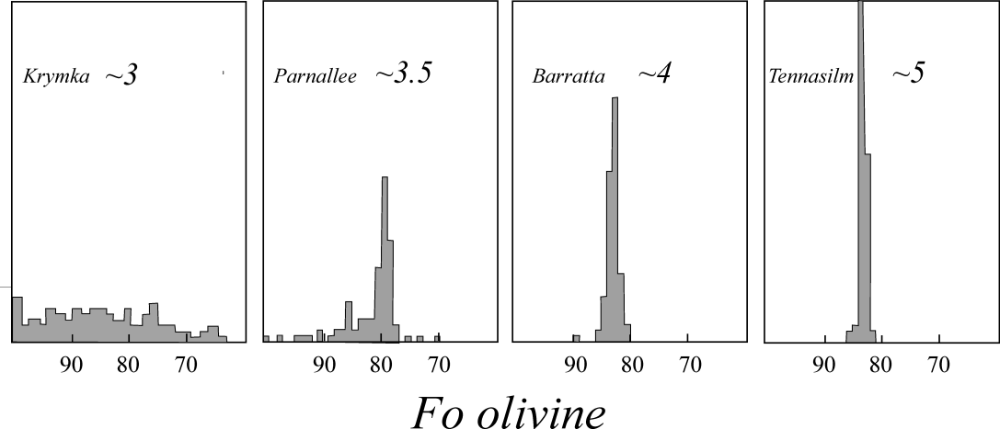 Krymka ~3
Parnallee ~3.5
Barratta ~4
Tennasilm ~5
90 80 70
90 80 70
90 80 70
90 80 70
Fo olivine